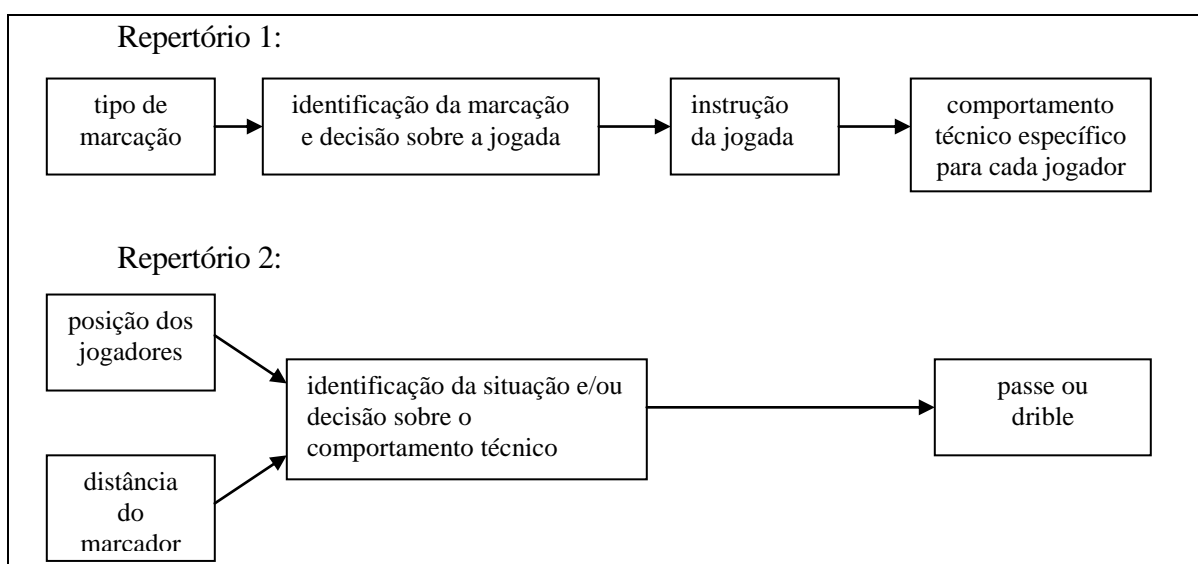 Repertório 1:
tipo de
marcação
identificação da marcação
e decisão sobre a jogada
instrução
da jogada
comportamento
técnico específico
para cada jogador
Repertório 2:
posição dos
jogadores
distância
do
marcador
identificação da situação e/ou
decisão sobre o
comportamento técnico
passe ou
drible